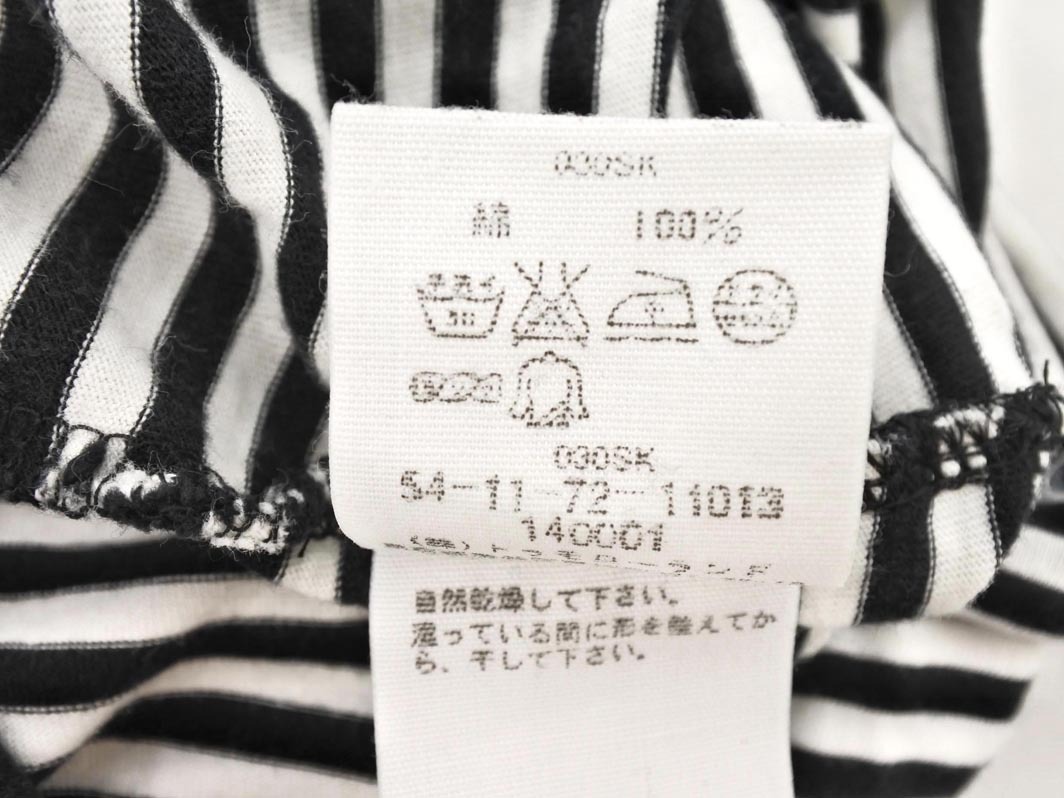 030SK
綿 100%
30
030SK
54-11-72-11013
140001
自然乾燥して下さい。
湿っている間に形を整えてか
ら、干して下さい。